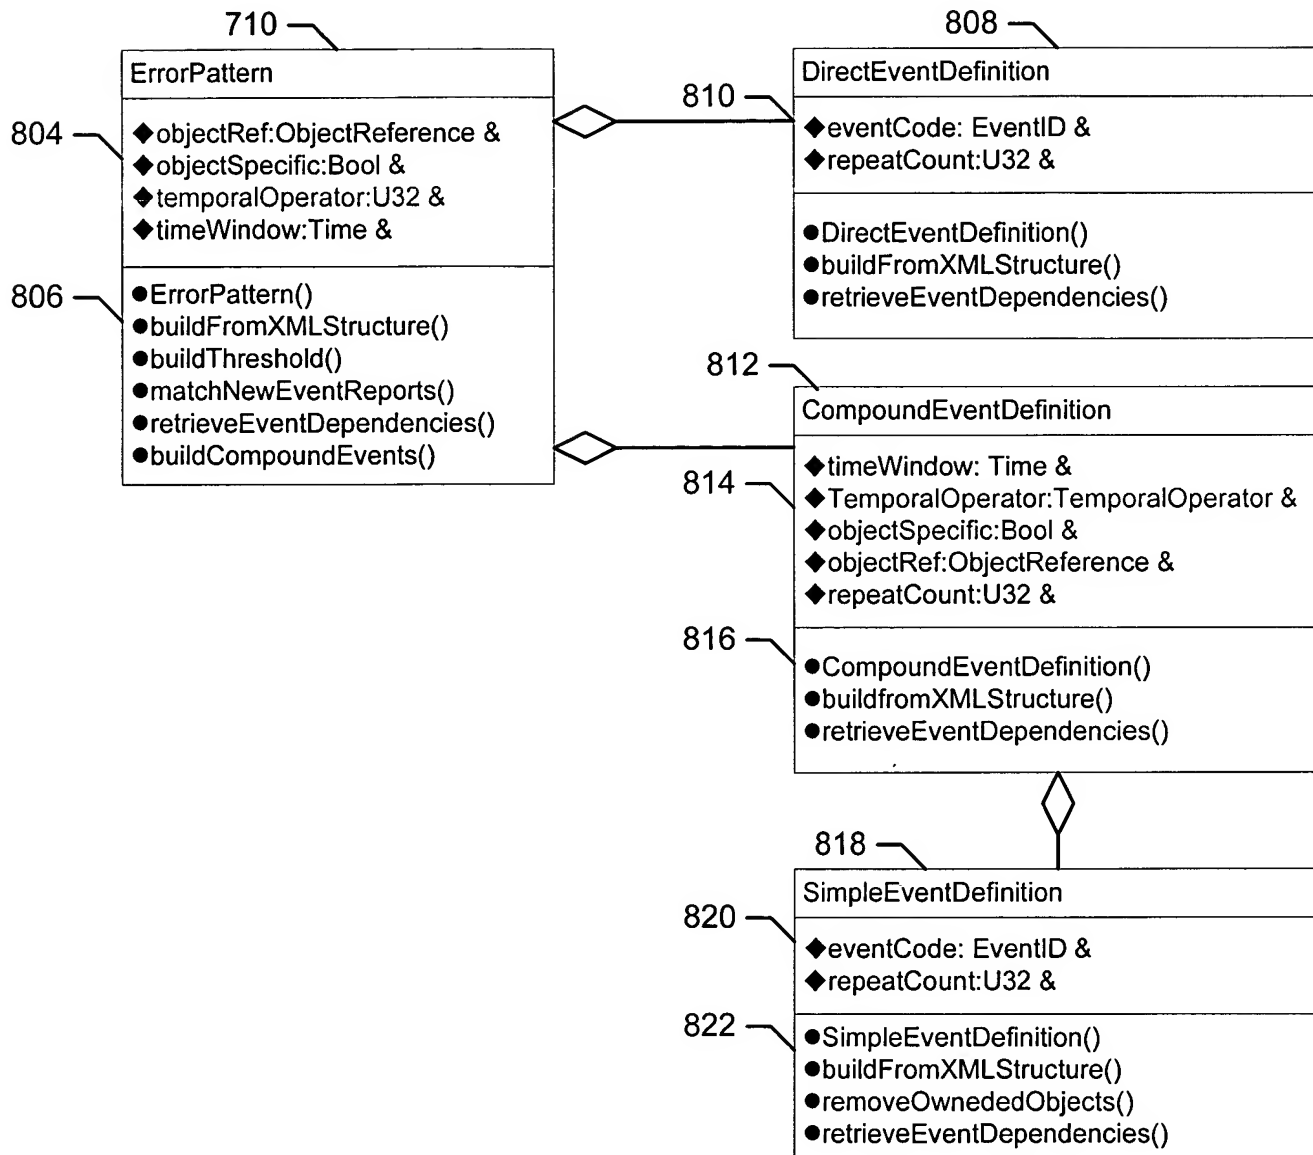 710
ErrorPattern
804
◆objectRef:ObjectReference &
◆objectSpecific:Bool &
◆temporalOperator:U32 &
◆timeWindow:Time &
806
●ErrorPattern()
●buildFromXMLStructure()
●buildThreshold()
●matchNewEventReports()
●retrieveEventDependencies()
●buildCompoundEvents()
808
DirectEventDefinition
810
◆eventCode: EventID &
◆repeatCount:U32 &
●DirectEventDefinition()
●buildFromXMLStructure()
●retrieveEventDependencies()
812
CompoundEventDefinition
814
◆timeWindow: Time &
◆TemporalOperator:TemporalOperator &
◆objectSpecific:Bool &
◆objectRef:ObjectReference &
◆repeatCount:U32 &
816
●CompoundEventDefinition()
●buildfromXMLStructure()
●retrieveEventDependencies()
818
SimpleEventDefinition
820
◆eventCode: EventID &
◆repeatCount:U32 &
822
●SimpleEventDefinition()
●buildFromXMLStructure()
●removeOwnededObjects()
●retrieveEventDependencies()